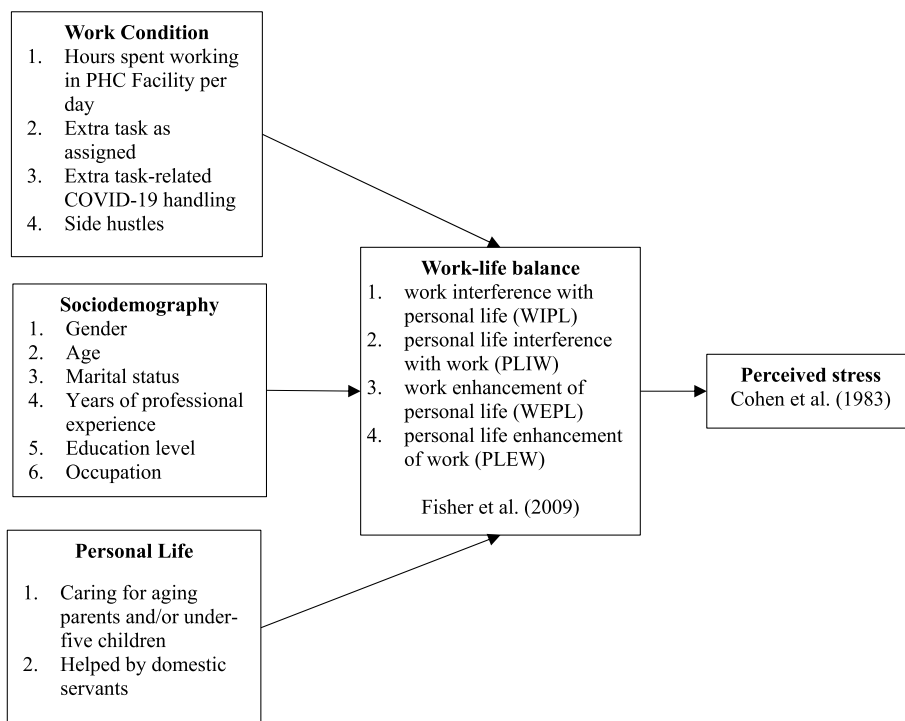 Work Condition
1. Hours spent working
in PHC Facility per
day
2. Extra task as
assigned
3. Extra task-related
COVID-19 handling
4. Side hustles
Sociodemography
1. Gender
2. Age
3. Marital status
4. Years of professional
experience
5. Education level
6. Occupation
Personal Life
1. Caring for aging
parents and/or under-
five children
2. Helped by domestic
servants
Work-life balance
1. work interference with
personal life (WIPL)
2. personal life interference
with work (PLIW)
3. work enhancement of
personal life (WEPL)
4. personal life enhancement
of work (PLEW)
Fisher et al. (2009)
Perceived stress
Cohen et al. (1983)